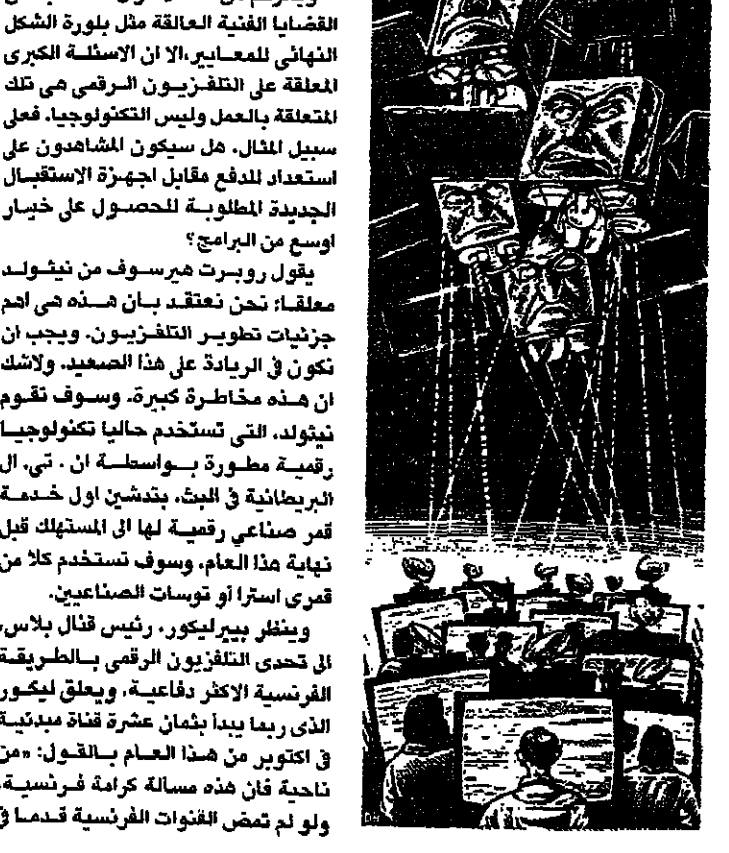 القضايا الفنية العالقة مثل بلورة الشكل
النهائي للمعايير،الا ان الاسئلة الكبرى
المعلقة على التلفزيون الرقمي هي تلك
المتعلقة بالعمل وليس التكنولوجيا. فعلى
سبيل المثال، هل سيكون المشاهدون على
استعداد للدفع مقابل اجهزة الاستقبال
الجديدة المطلوبة للحصول على خيار
اوسع من البرامج؟
يقول روبرت هيرسوف من نيثولد
معلقا: نحن نعتقد بان هذه هي اهم
جزئيات تطوير التلفزيون. ويجب ان
نكون في الريادة على هذا الصعيد. ولاشك
ان هذه مخاطرة كبيرة. وسوف تقوم
نيثولد، التي تستخدم حاليا تكنولوجيا
رقمية مطورة بواسطة ان . تي. ال
البريطانية في البث، بتدشين اول خدمة
قمر صناعي رقمية لها الى المستهلك قبل
نهاية هذا العام. وسوف تستخدم كلا من
قمرى استرا أو توسات الصناعيين.
وينظر بييرليكور، رئيس قنال بلاس،
الى تحدى التلفزيون الرقمى بالطريقة
الفرنسية الاكثر دفاعية، ويعلق ليكور
الذى ربما يبدأ بثمان عشرة قناة مبدئية
في اكتوبر من هذا العام بالقول: «من
ناحية فان هذه مسالة كرامة فرنسية،
ولو لم تمض القنوات الفرنسية قدما في